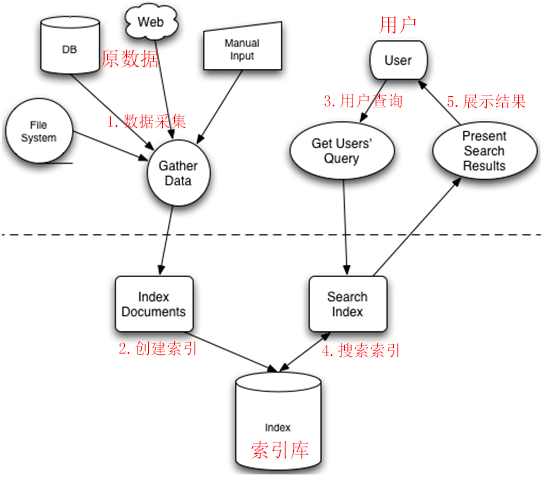 Web
用户
DB
原数据
Manual
Input
User
File
System
1.数据采集
3.用户查询
5.展示结果
Gather
Data
Get Users'
Query
Present
Search
Results
Index
Documents
Search
Index
2.创建索引
4.搜索索引
Index
索引库